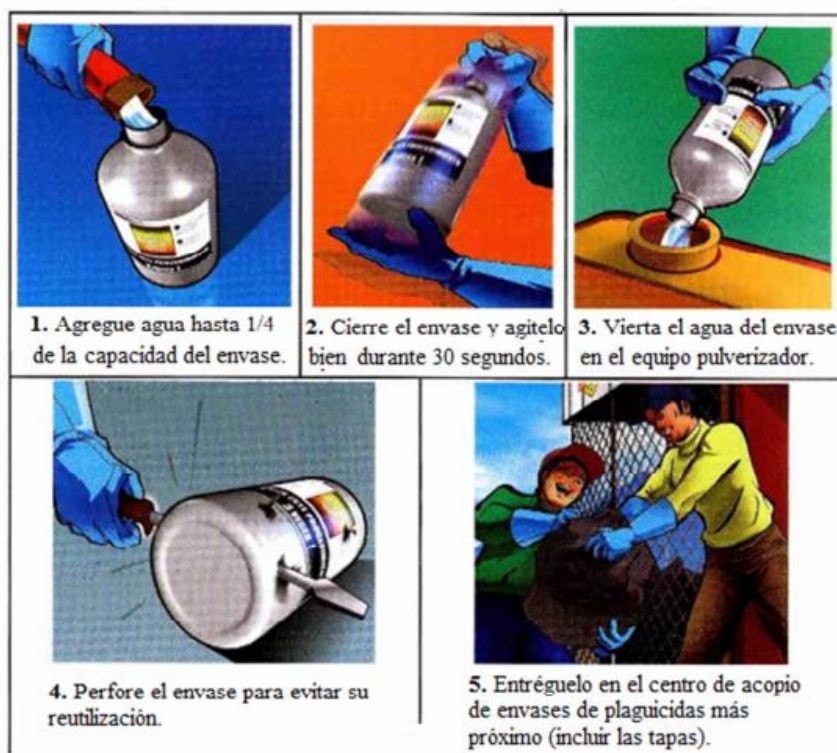 1. Agregue agua hasta 1/4
de la capacidad del envase.
2. Cierre el envase y agítelo
bien durante 30 segundos.
3. Vierta el agua del envase
en el equipo pulverizador.
4. Perfore el envase para evitar su
reutilización.
5. Entréguelo en el centro de acopio
de envases de plaguicidas más
próximo (incluir las tapas).